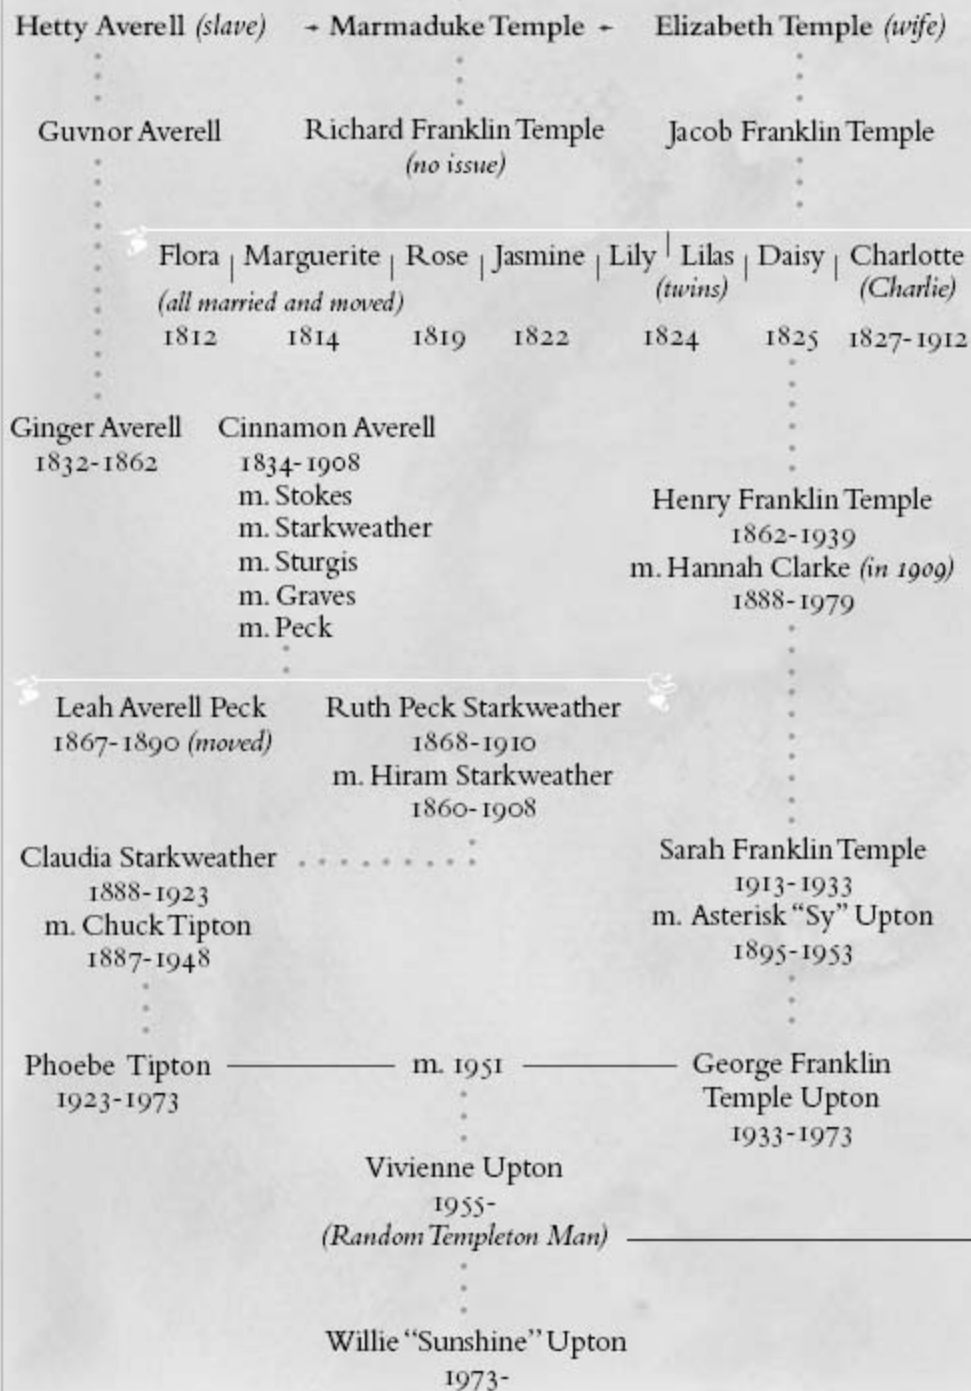 Hetty Averell (slave) - Marmaduke Temple - Elizabeth Temple (wife)
Guvnor Averell Richard Franklin Temple Jacob Franklin Temple
(no issue)
Flora | Marguerite | Rose | Jasmine | Lily | Lilas | Daisy | Charlotte
(all married and moved) (twins) (Charlie)
1812 1814 1819 1822 1824 1825 1827-1912
Ginger Averell Cinnamon Averell
1832-1862 1834-1908
m. Stokes
m. Starkweather
m. Sturgis
m. Graves
m. Peck
Henry Franklin Temple
1862-1939
m. Hannah Clarke (in 1909)
1888-1979
Leah Averell Peck Ruth Peck Starkweather
1867-1890 (moved) 1868-1910
m. Hiram Starkweather
1860-1908
Claudia Starkweather
1888-1923
m. Chuck Tipton
1887-1948
Sarah Franklin Temple
1913-1933
m. Asterisk “Sy” Upton
1895-1953
Phoebe Tipton m. 1951 George Franklin
1923-1973 Temple Upton
1933-1973
Vivienne Upton
1955-
(Random Templeton Man)
Willie “Sunshine” Upton
1973-